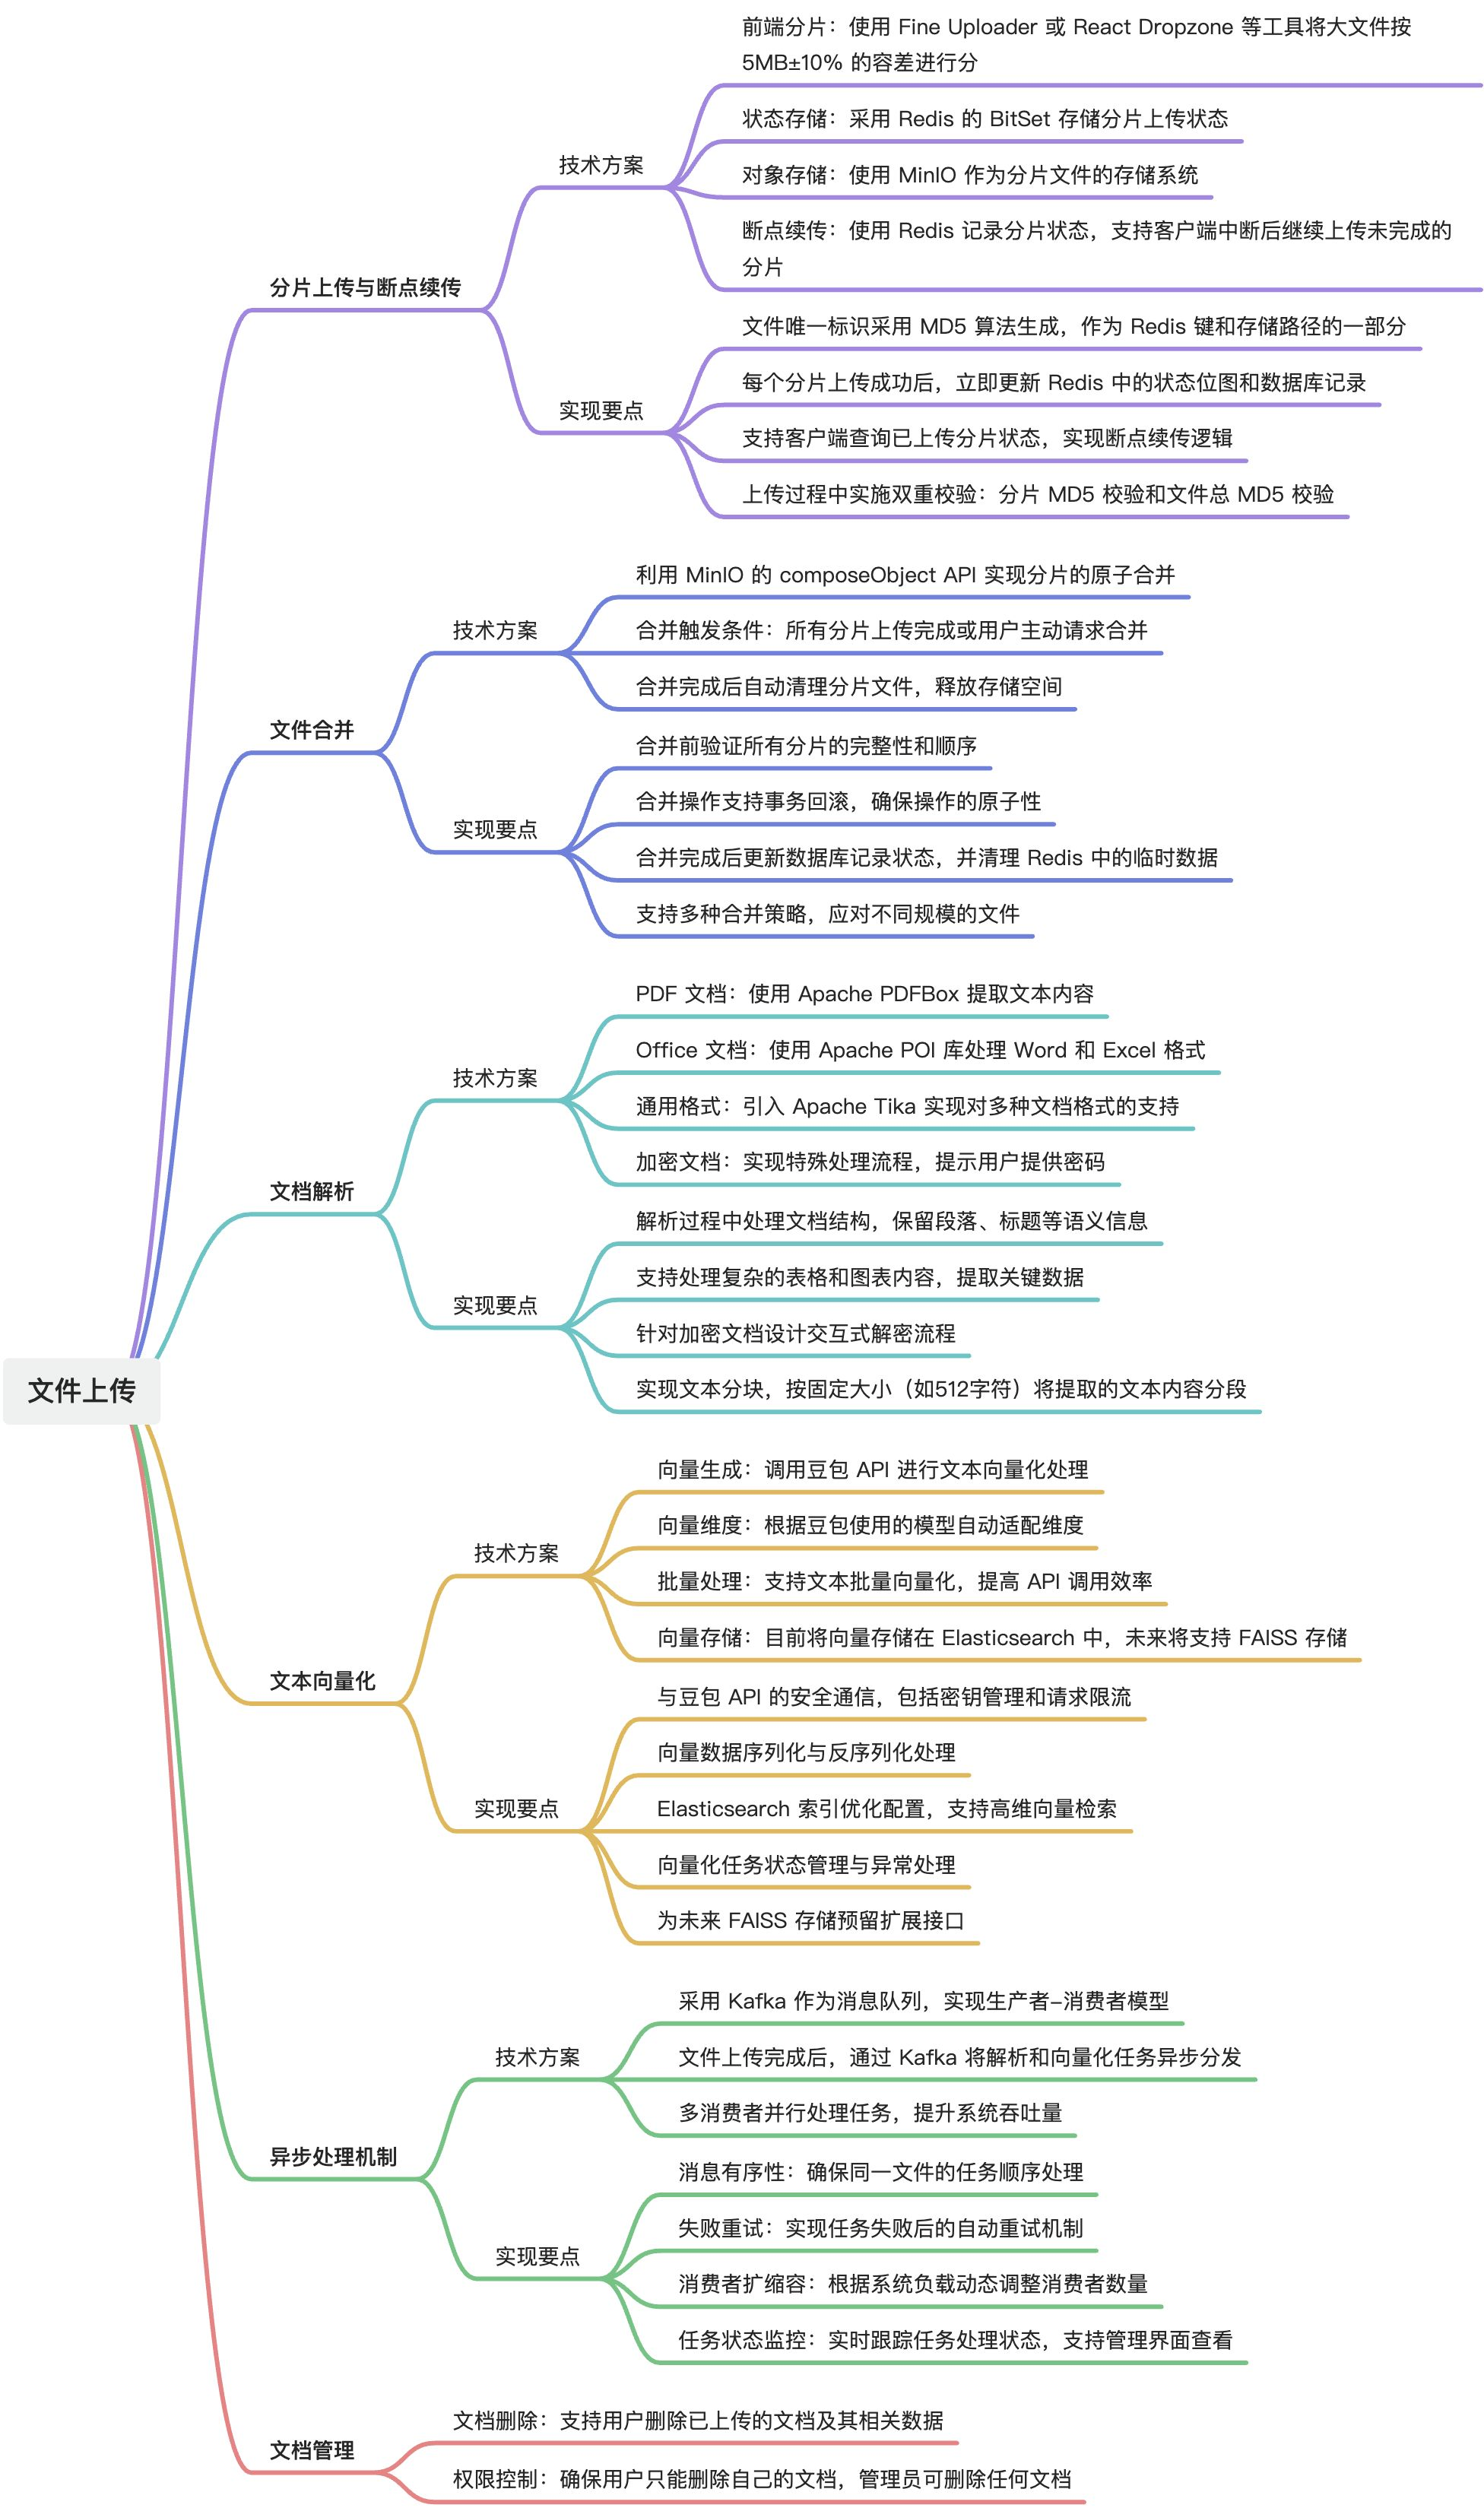 文件上传
分片上传与断点续传
技术方案
前端分片：使用 Fine Uploader 或 React Dropzone 等工具将大文件按
5MB±10% 的容差进行分
状态存储：采用 Redis 的 BitSet 存储分片上传状态
对象存储：使用 MinIO 作为分片文件的存储系统
断点续传：使用 Redis 记录分片状态，支持客户端中断后继续上传未完成的
分片
实现要点
文件唯一标识采用 MD5 算法生成，作为 Redis 键和存储路径的一部分
每个分片上传成功后，立即更新 Redis 中的状态位图和数据库记录
支持客户端查询已上传分片状态，实现断点续传逻辑
上传过程中实施双重校验：分片 MD5 校验和文件总 MD5 校验
文件合并
技术方案
利用 MinIO 的 composeObject API 实现分片的原子合并
合并触发条件：所有分片上传完成或用户主动请求合并
合并完成后自动清理分片文件，释放存储空间
实现要点
合并前验证所有分片的完整性和顺序
合并操作支持事务回滚，确保操作的原子性
合并完成后更新数据库记录状态，并清理 Redis 中的临时数据
支持多种合并策略，应对不同规模的文件
文档解析
技术方案
PDF 文档：使用 Apache PDFBox 提取文本内容
Office 文档：使用 Apache POI 库处理 Word 和 Excel 格式
通用格式：引入 Apache Tika 实现对多种文档格式的支持
加密文档：实现特殊处理流程，提示用户提供密码
实现要点
解析过程中处理文档结构，保留段落、标题等语义信息
支持处理复杂的表格和图表内容，提取关键数据
针对加密文档设计交互式解密流程
实现文本分块，按固定大小（如512字符）将提取的文本内容分段
文本向量化
技术方案
向量生成：调用豆包 API 进行文本向量化处理
向量维度：根据豆包使用的模型自动适配维度
批量处理：支持文本批量向量化，提高 API 调用效率
向量存储：目前将向量存储在 Elasticsearch 中，未来将支持 FAISS 存储
实现要点
与豆包 API 的安全通信，包括密钥管理和请求限流
向量数据序列化与反序列化处理
Elasticsearch 索引优化配置，支持高维向量检索
向量化任务状态管理与异常处理
为未来 FAISS 存储预留扩展接口
异步处理机制
技术方案
采用 Kafka 作为消息队列，实现生产者-消费者模型
文件上传完成后，通过 Kafka 将解析和向量化任务异步分发
多消费者并行处理任务，提升系统吞吐量
实现要点
消息有序性：确保同一文件的任务顺序处理
失败重试：实现任务失败后的自动重试机制
消费者扩缩容：根据系统负载动态调整消费者数量
任务状态监控：实时跟踪任务处理状态，支持管理界面查看
文档管理
文档删除：支持用户删除已上传的文档及其相关数据
权限控制：确保用户只能删除自己的文档，管理员可删除任何文档